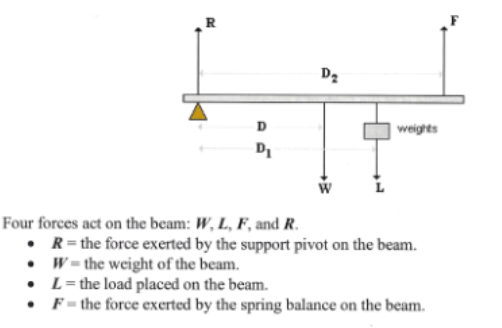 R
F
D₂
D
weights
D₁
W
L
Four forces act on the beam: W, L, F, and R.
• R = the force exerted by the support pivot on the beam.
• W = the weight of the beam.
• L = the load placed on the beam.
• F = the force exerted by the spring balance on the beam.